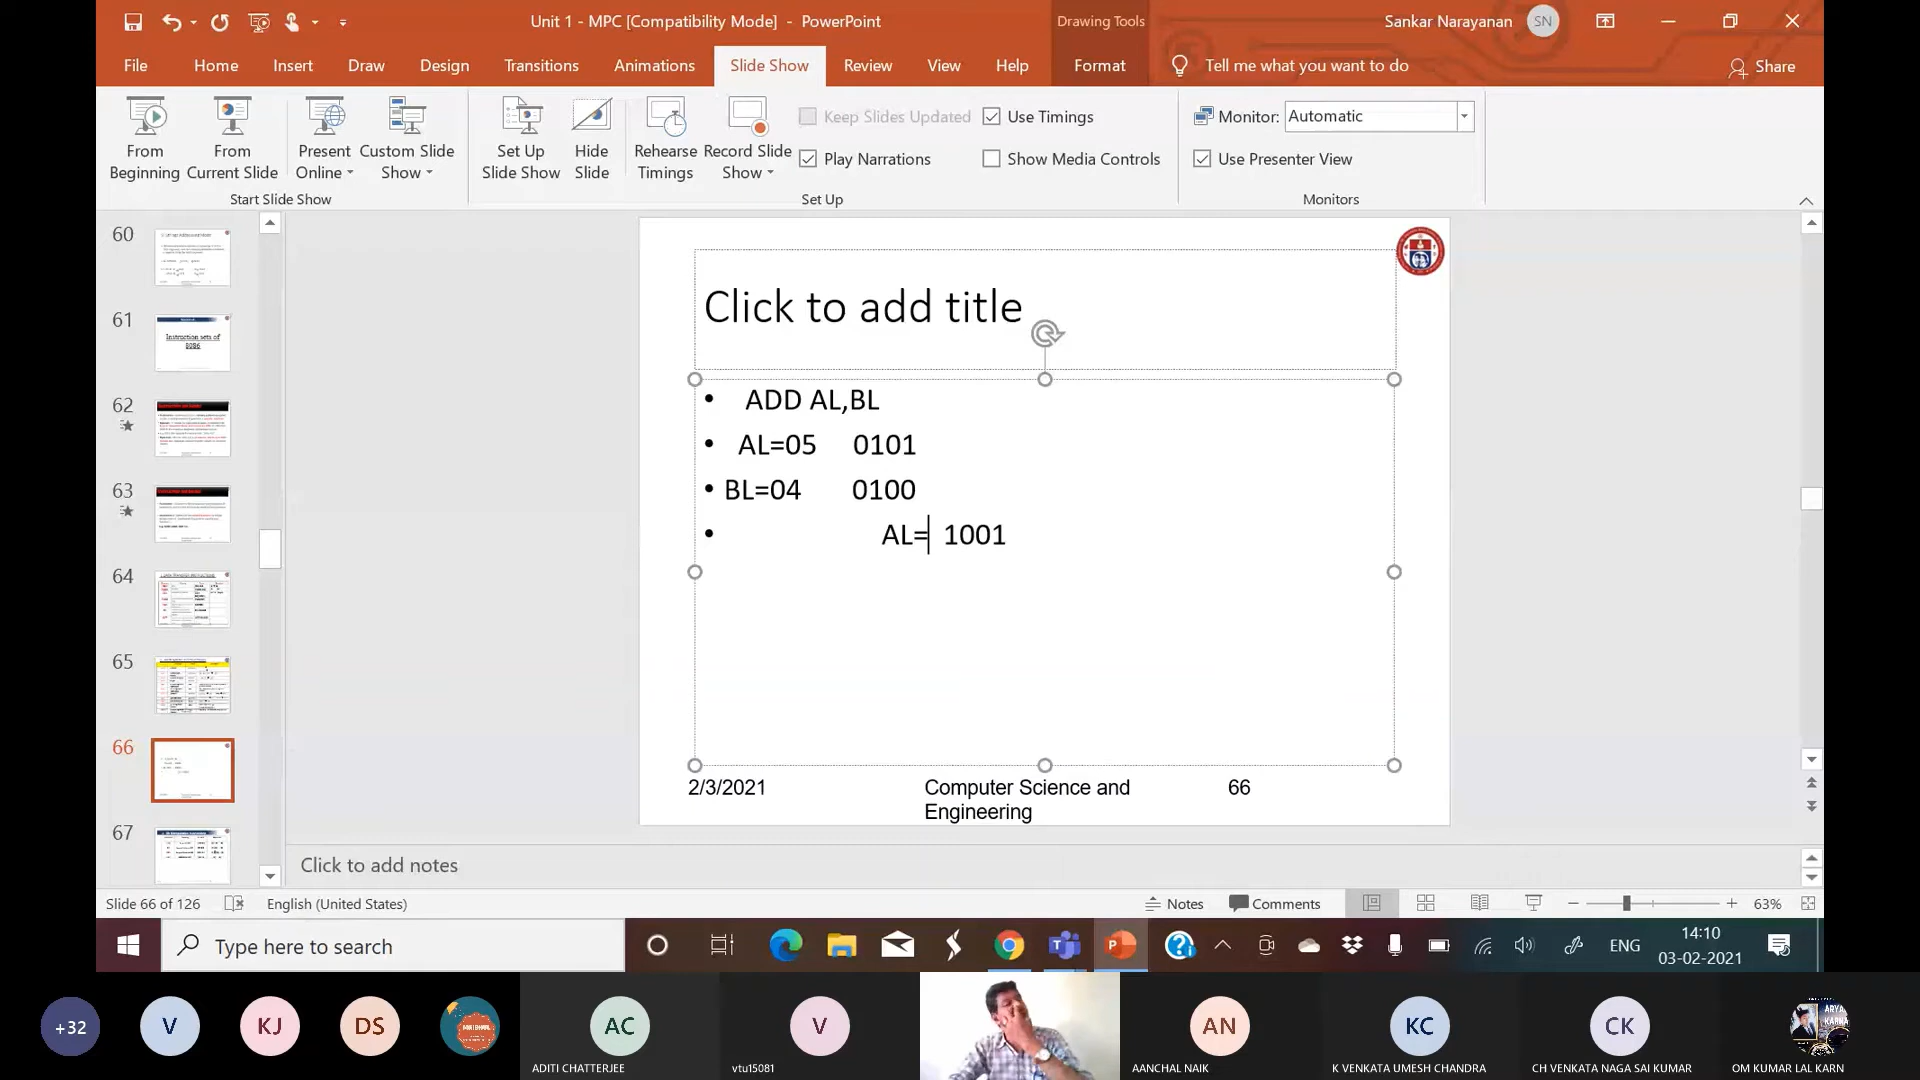 Unit 1 - MPC [Compatibility Mode] - PowerPoint
Drawing Tools
Sankar Narayanan
SN
File
Home
Insert
Draw
Design
Transitions
Animations
Slide Show
Review
View
Help
Format
Tell me what you want to do
Share
From Beginning
From Current Slide
Present Online
Custom Slide Show
Set Up Slide Show
Hide Slide
Rehearse Timings
Record Slide Show
Keep Slides Updated
Use Timings
Play Narrations
Show Media Controls
Monitor: Automatic
Use Presenter View
Start Slide Show
Set Up
Monitors
60
61
Instruction sets of
8086
62
63
64
65
66
67
Click to add title
• ADD AL,BL
• AL=05 0101
• BL=04 0100
• AL= 1001
2/3/2021
Computer Science and
Engineering
66
Click to add notes
Slide 66 of 126
English (United States)
Notes
Comments
63%
Type here to search
ENG
14:10
03-02-2021
+32
V
KJ
DS
AC
ADITI CHATTERJEE
V
vtu15081
AN
AANCHAL NAIK
KC
K VENKATA UMESH CHANDRA
CK
CH VENKATA NAGA SAI KUMAR
ARYA
KARNA
OM KUMAR LAL KARN